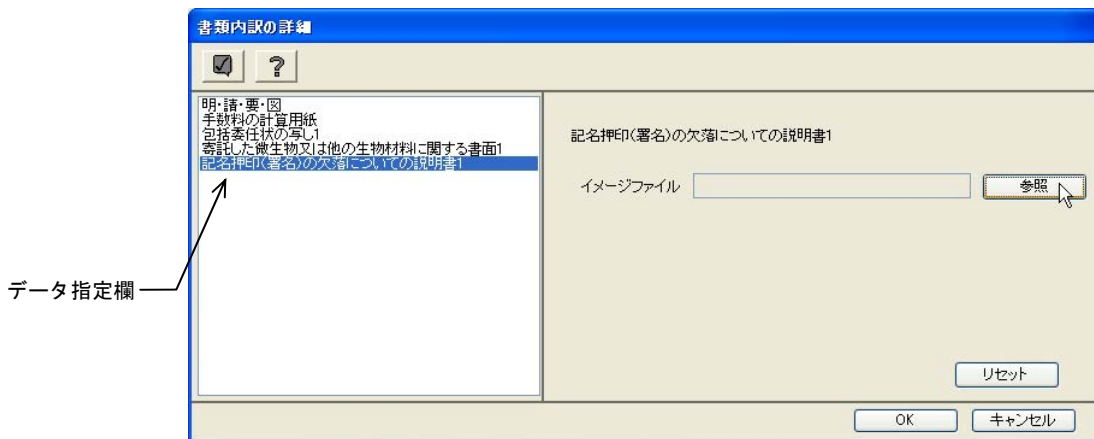 書類内訳の詳細
?
明・請・要・図
手数料の計算用紙
包括委任状の写し1
寄託した微生物又は他の生物材料に関する書面1
記名押印(署名)の欠落についての説明書1
記名押印(署名)の欠落についての説明書1
イメージファイル
参照
データ指定欄
リセット
OK
キャンセル